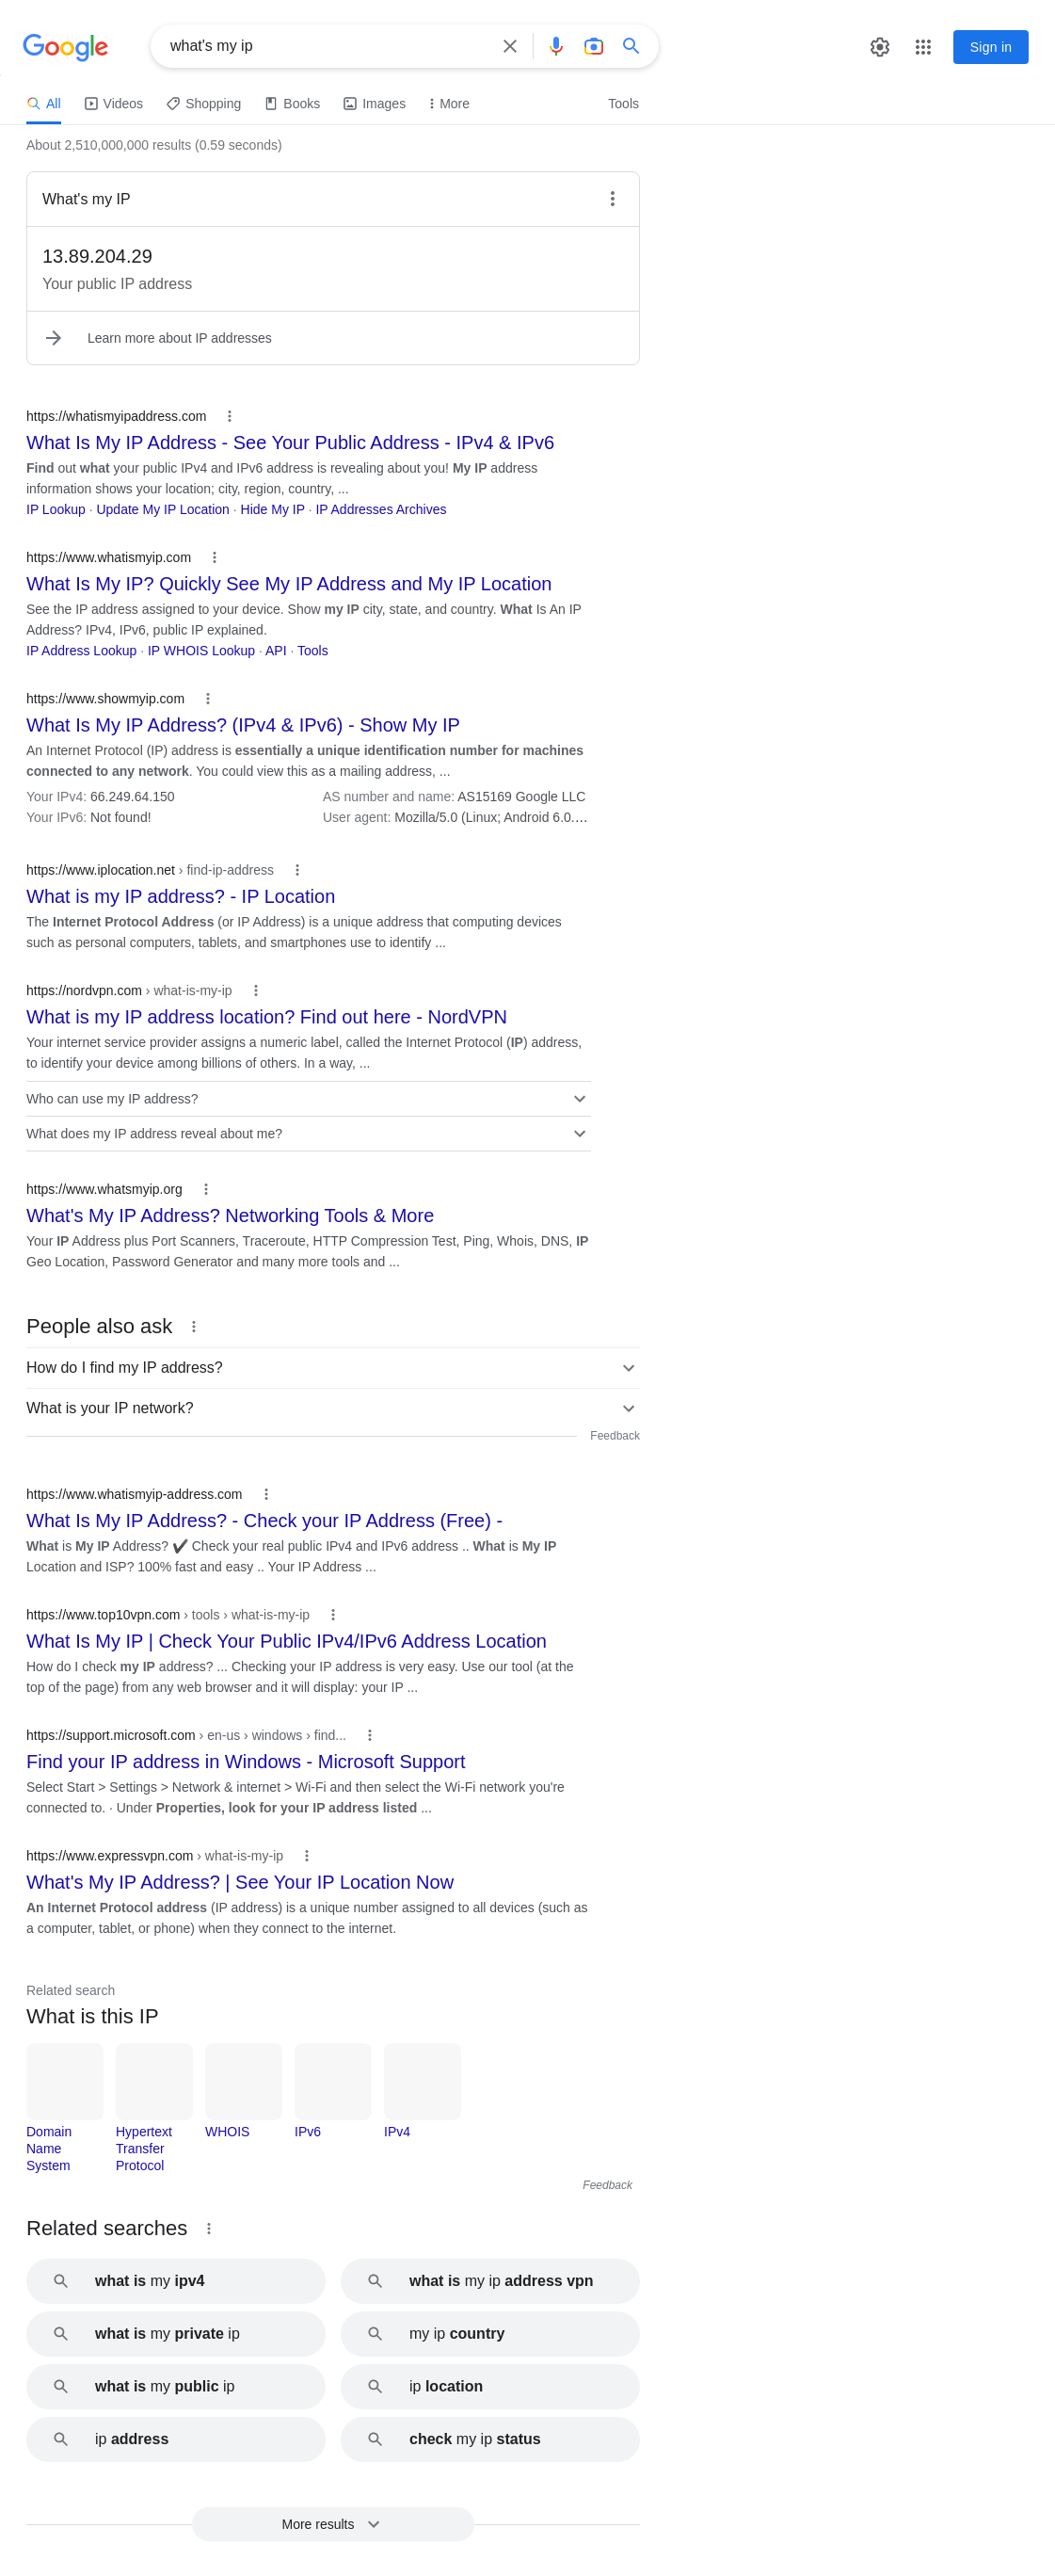 Google
what's my ip
Sign in
All
Videos
Shopping
Books
Images
More
Tools
About 2,510,000,000 results (0.59 seconds)
What's my IP
13.89.204.29
Your public IP address
Learn more about IP addresses
https://whatismyipaddress.com
What Is My IP Address - See Your Public Address - IPv4 & IPv6
Find out what your public IPv4 and IPv6 address is revealing about you! My IP address
information shows your location; city, region, country, ...
IP Lookup · Update My IP Location · Hide My IP · IP Addresses Archives
https://www.whatismyip.com
What Is My IP? Quickly See My IP Address and My IP Location
See the IP address assigned to your device. Show my IP city, state, and country. What Is An IP
Address? IPv4, IPv6, public IP explained.
IP Address Lookup · IP WHOIS Lookup · API · Tools
https://www.showmyip.com
What Is My IP Address? (IPv4 & IPv6) - Show My IP
An Internet Protocol (IP) address is essentially a unique identification number for machines
connected to any network. You could view this as a mailing address, ...
Your IPv4: 66.249.64.150 AS number and name: AS15169 Google LLC
Your IPv6: Not found! User agent: Mozilla/5.0 (Linux; Android 6.0....
https://www.iplocation.net › find-ip-address
What is my IP address? - IP Location
The Internet Protocol Address (or IP Address) is a unique address that computing devices
such as personal computers, tablets, and smartphones use to identify ...
https://nordvpn.com › what-is-my-ip
What is my IP address location? Find out here - NordVPN
Your internet service provider assigns a numeric label, called the Internet Protocol (IP) address,
to identify your device among billions of others. In a way, ...
Who can use my IP address?
What does my IP address reveal about me?
https://www.whatsmyip.org
What's My IP Address? Networking Tools & More
Your IP Address plus Port Scanners, Traceroute, HTTP Compression Test, Ping, Whois, DNS, IP
Geo Location, Password Generator and many more tools and ...
People also ask
How do I find my IP address?
What is your IP network?
Feedback
https://www.whatismyip-address.com
What Is My IP Address? - Check your IP Address (Free) -
What is My IP Address? ✔️ Check your real public IPv4 and IPv6 address .. What is My IP
Location and ISP? 100% fast and easy .. Your IP Address ...
https://www.top10vpn.com › tools › what-is-my-ip
What Is My IP | Check Your Public IPv4/IPv6 Address Location
How do I check my IP address? ... Checking your IP address is very easy. Use our tool (at the
top of the page) from any web browser and it will display: your IP ...
https://support.microsoft.com › en-us › windows › find...
Find your IP address in Windows - Microsoft Support
Select Start > Settings > Network & internet > Wi-Fi and then select the Wi-Fi network you're
connected to. · Under Properties, look for your IP address listed ...
https://www.expressvpn.com › what-is-my-ip
What's My IP Address? | See Your IP Location Now
An Internet Protocol address (IP address) is a unique number assigned to all devices (such as
a computer, tablet, or phone) when they connect to the internet.
Related search
What is this IP
Domain
Name
System
Hypertext
Transfer
Protocol
WHOIS
IPv6
IPv4
Feedback
Related searches
what is my ipv4
what is my ip address vpn
what is my private ip
my ip country
what is my public ip
ip location
ip address
check my ip status
More results